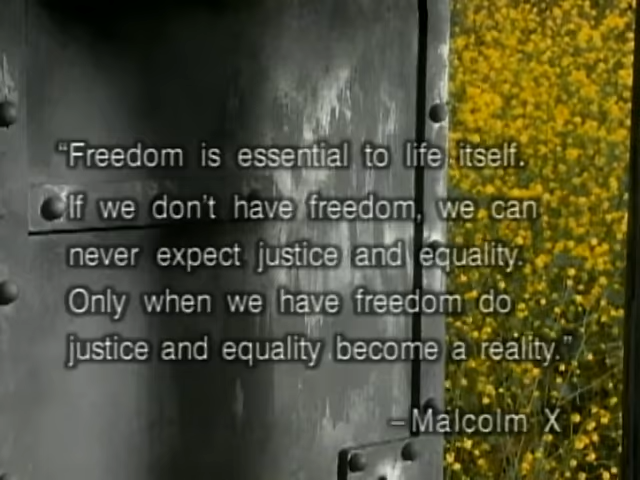 “Freedom is essential to life itself.
If we don't have freedom, we can
never expect justice and equality.
Only when we have freedom do
justice and equality become a reality.”
–Malcolm X